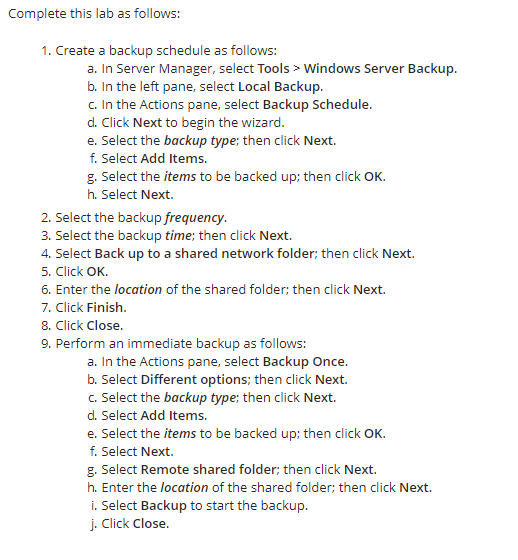 Complete this lab as follows:
1. Create a backup schedule as follows:
a. In Server Manager, select Tools > Windows Server Backup.
b. In the left pane, select Local Backup.
c. In the Actions pane, select Backup Schedule.
d. Click Next to begin the wizard.
e. Select the backup type; then click Next.
f. Select Add Items.
g. Select the items to be backed up; then click OK.
h. Select Next.
2. Select the backup frequency.
3. Select the backup time; then click Next.
4. Select Back up to a shared network folder; then click Next.
5. Click OK.
6. Enter the location of the shared folder; then click Next.
7. Click Finish.
8. Click Close.
9. Perform an immediate backup as follows:
a. In the Actions pane, select Backup Once.
b. Select Different options; then click Next.
c. Select the backup type; then click Next.
d. Select Add Items.
e. Select the items to be backed up; then click OK.
f. Select Next.
g. Select Remote shared folder; then click Next.
h. Enter the location of the shared folder; then click Next.
i. Select Backup to start the backup.
j. Click Close.